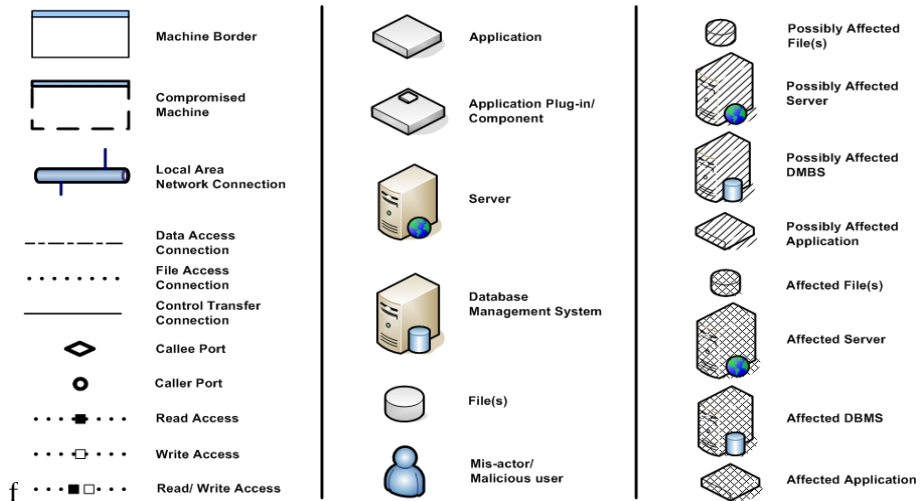 Machine Border
Compromised
Machine
Local Area
Network Connection
Data Access
Connection
File Access
Connection
Control Transfer
Connection
Callee Port
Caller Port
Read Access
Write Access
f
Read/ Write Access
Application
Application Plug-in/
Component
Server
Database
Management System
File(s)
Mis-actor/
Malicious user
Possibly Affected
File(s)
Possibly Affected
Server
Possibly Affected
DMBS
Possibly Affected
Application
Affected File(s)
Affected Server
Affected DBMS
Affected Application